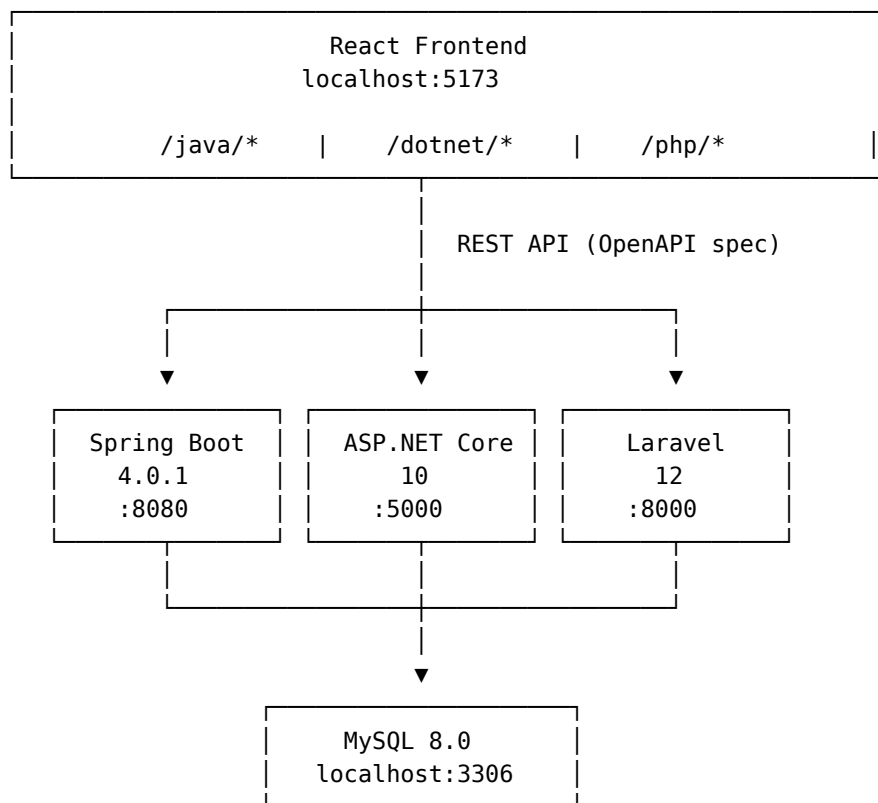 React Frontend
localhost:5173
/java/* | /dotnet/* | /php/*
REST API (OpenAPI spec)
Spring Boot ASP.NET Core Laravel
4.0.1 10 12
:8080 :5000 :8000
MySQL 8.0
localhost:3306